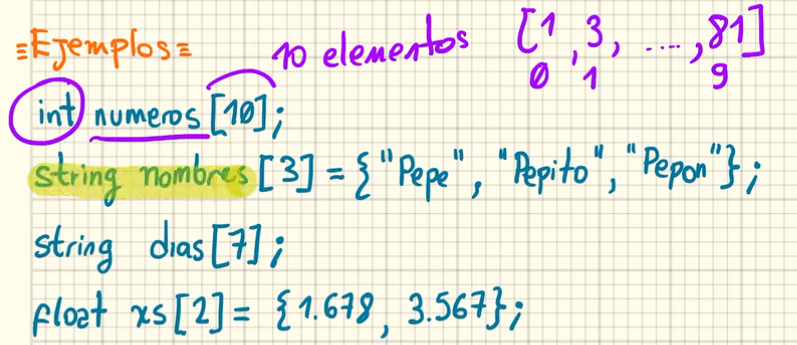 ≡Ejemplos≡ 10 elementos [1, 3, ...., 81]
0 1 9
int numeros [10];
string nombres [3] = {"Pepe", "Pepito", "Pepon"};
string dias [7];
float xs [2] = {1.678, 3.567};